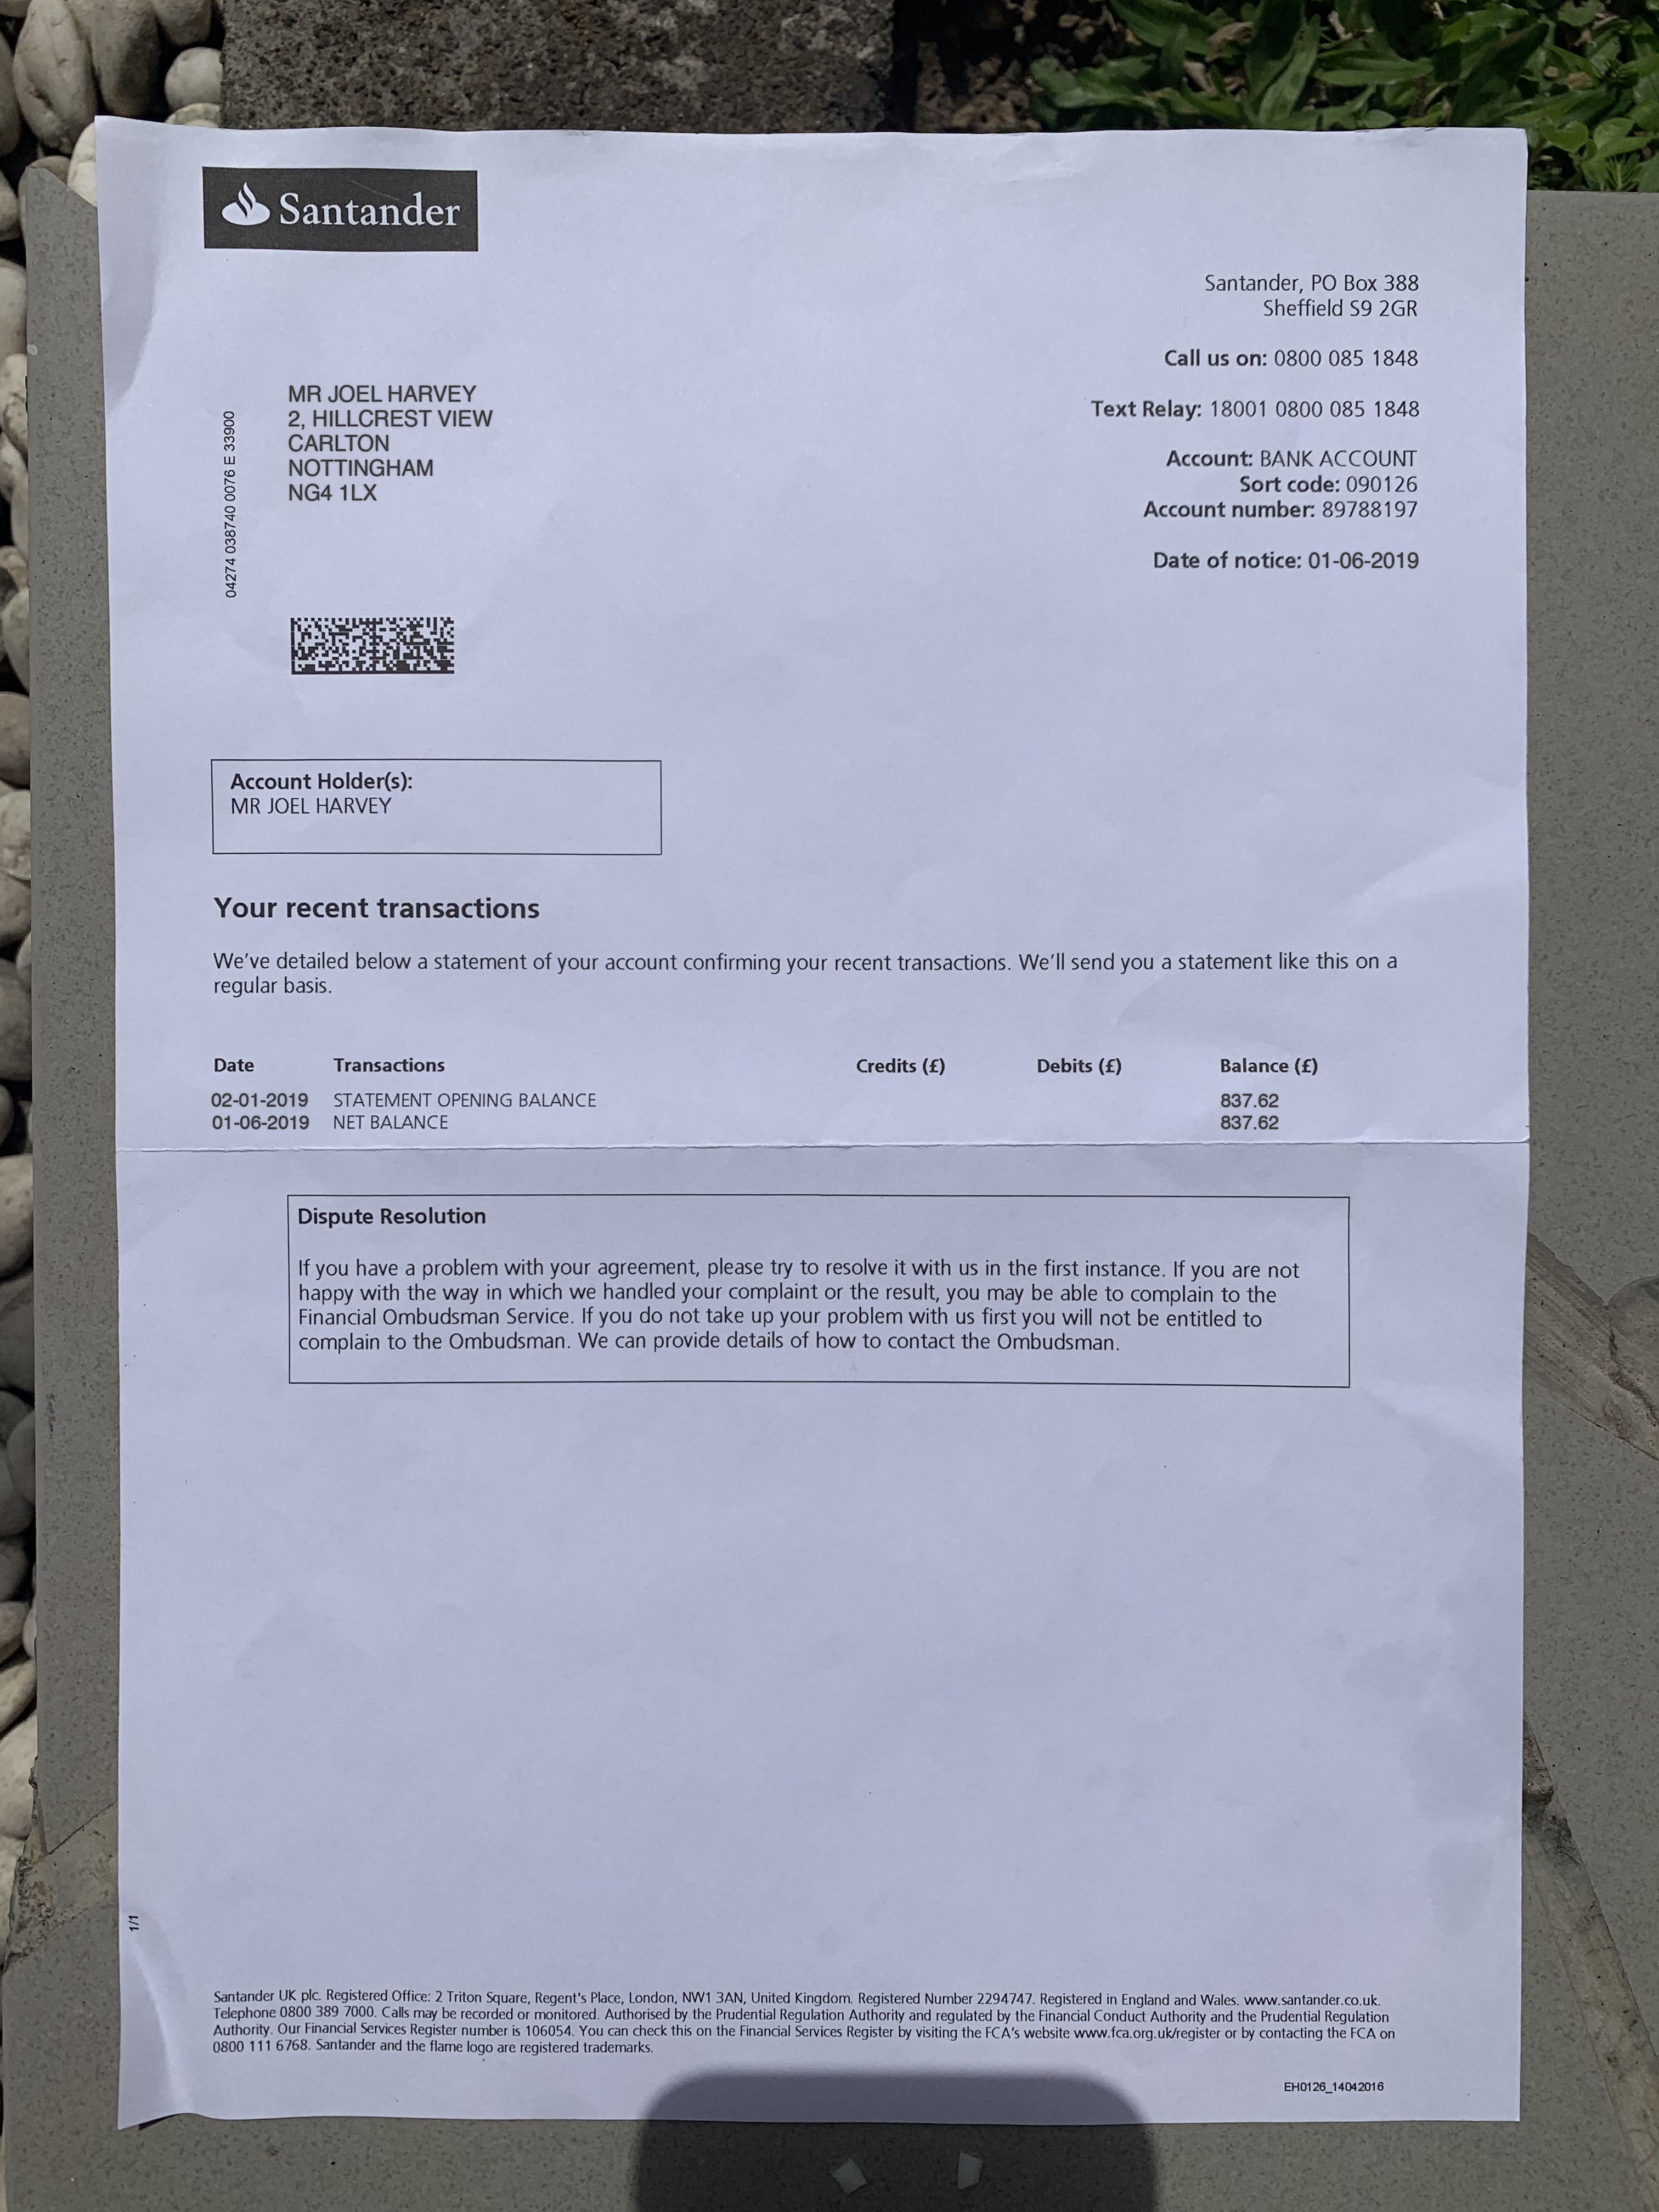 Santander
Santander, PO Box 388
Sheffield S9 2GR
Call us on: 0800 085 1848
Text Relay: 18001 0800 085 1848
Account: BANK ACCOUNT
Sort code: 090126
Account number: 89788197
Date of notice: 01-06-2019
04274 038740 0076 E 33900
MR JOEL HARVEY
2, HILLCREST VIEW
CARLTON
NOTTINGHAM
NG4 1LX
Account Holder(s):
MR JOEL HARVEY
Your recent transactions
We've detailed below a statement of your account confirming your recent transactions. We'll send you a statement like this on a
regular basis.
Date Transactions Credits (£) Debits (£) Balance (£)
02-01-2019 STATEMENT OPENING BALANCE 837.62
01-06-2019 NET BALANCE 837.62
Dispute Resolution
If you have a problem with your agreement, please try to resolve it with us in the first instance. If you are not
happy with the way in which we handled your complaint or the result, you may be able to complain to the
Financial Ombudsman Service. If you do not take up your problem with us first you will not be entitled to
complain to the Ombudsman. We can provide details of how to contact the Ombudsman.
1/1
Santander UK plc. Registered Office: 2 Triton Square, Regent's Place, London, NW1 3AN, United Kingdom. Registered Number 2294747. Registered in England and Wales. www.santander.co.uk.
Telephone 0800 389 7000. Calls may be recorded or monitored. Authorised by the Prudential Regulation Authority and regulated by the Financial Conduct Authority and the Prudential Regulation
Authority. Our Financial Services Register number is 106054. You can check this on the Financial Services Register by visiting the FCA's website www.fca.org.uk/register or by contacting the FCA on
0800 111 6768. Santander and the flame logo are registered trademarks.
EH0126_14042016